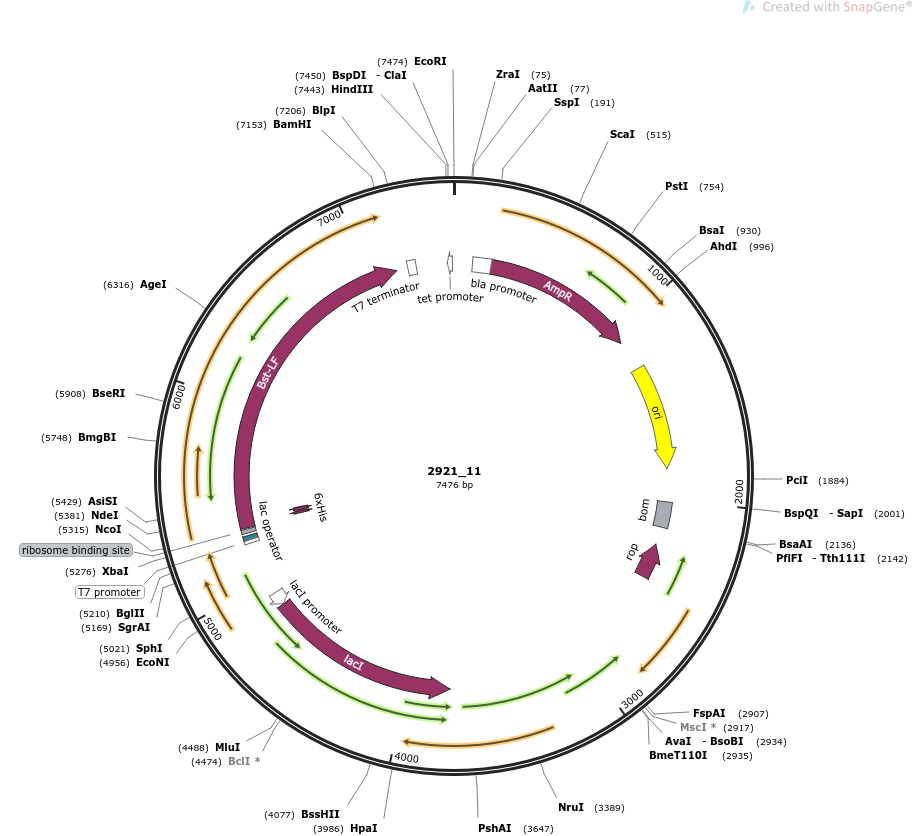 Created with SnapGene®
(7474) EcoRI
(7450) BspDI - ClaI
(7443) HindIII
(7206) BlpI
(7153) BamHI
ZraI (75)
AatII (77)
SspI (191)
ScaI (515)
PstI (754)
BsaI (930)
AhdI (996)
1000
7000
T7 terminator
tet promoter
bla promoter
AmpR
(6316) AgeI
Bst-LF
6000
(5908) BseRI
(5748) BmgBI
ori
2921_11
7476 bp
PciI (1884)
2000
BspQI - SapI (2001)
BsaAI (2136)
PflFI - Tth111I (2142)
bom
rop
(5429) AsiSI
(5381) NdeI
(5315) NcoI
ribosome binding site
(5276) XbaI
T7 promoter
(5210) BglII
(5169) SgrAI
(5021) SphI
(4956) EcoNI
5000
6xHis
lac operator
lacI promoter
lacI
3000
FspAI (2907)
MscI * (2917)
AvaI - BsoBI (2934)
BmeT110I (2935)
(4488) MluI
(4474) BclI *
4000
NruI (3389)
(4077) BssHII
(3986) HpaI
PshAI (3647)